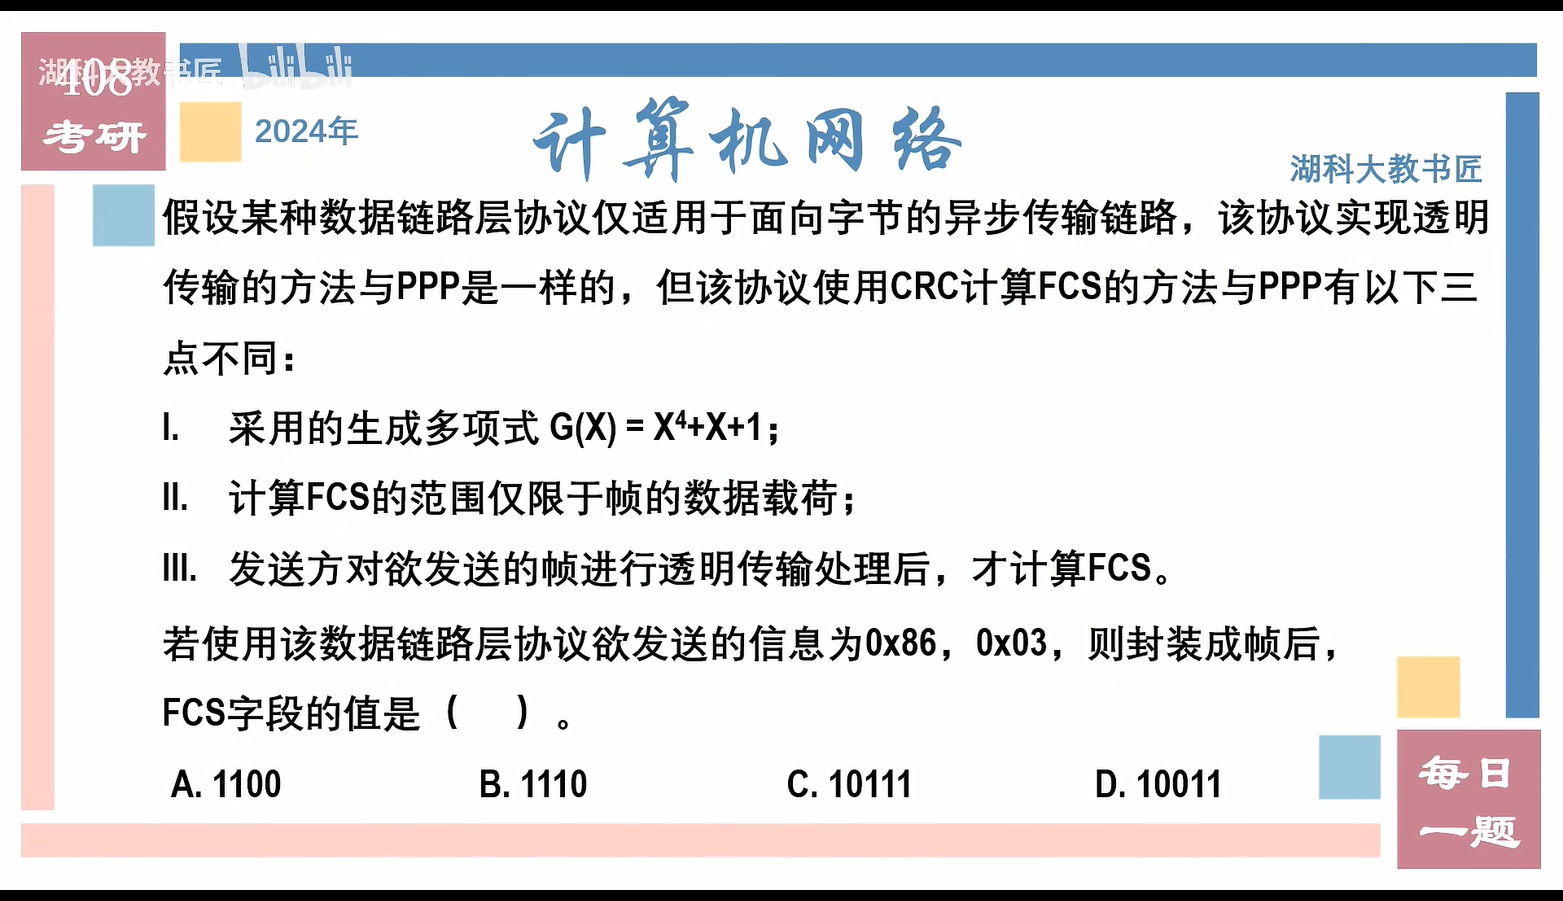 湖科大教书匠 bilibili
408
考研
2024年
计算机网络
湖科大教书匠
假设某种数据链路层协议仅适用于面向字节的异步传输链路，该协议实现透明
传输的方法与PPP是一样的，但该协议使用CRC计算FCS的方法与PPP有以下三
点不同：
I. 采用的生成多项式 G(X) = X⁴+X+1；
II. 计算FCS的范围仅限于帧的数据载荷；
III. 发送方对欲发送的帧进行透明传输处理后，才计算FCS。
若使用该数据链路层协议欲发送的信息为0x86，0x03，则封装成帧后，
FCS字段的值是（ ）。
A. 1100 B. 1110 C. 10111 D. 10011
每日
一题